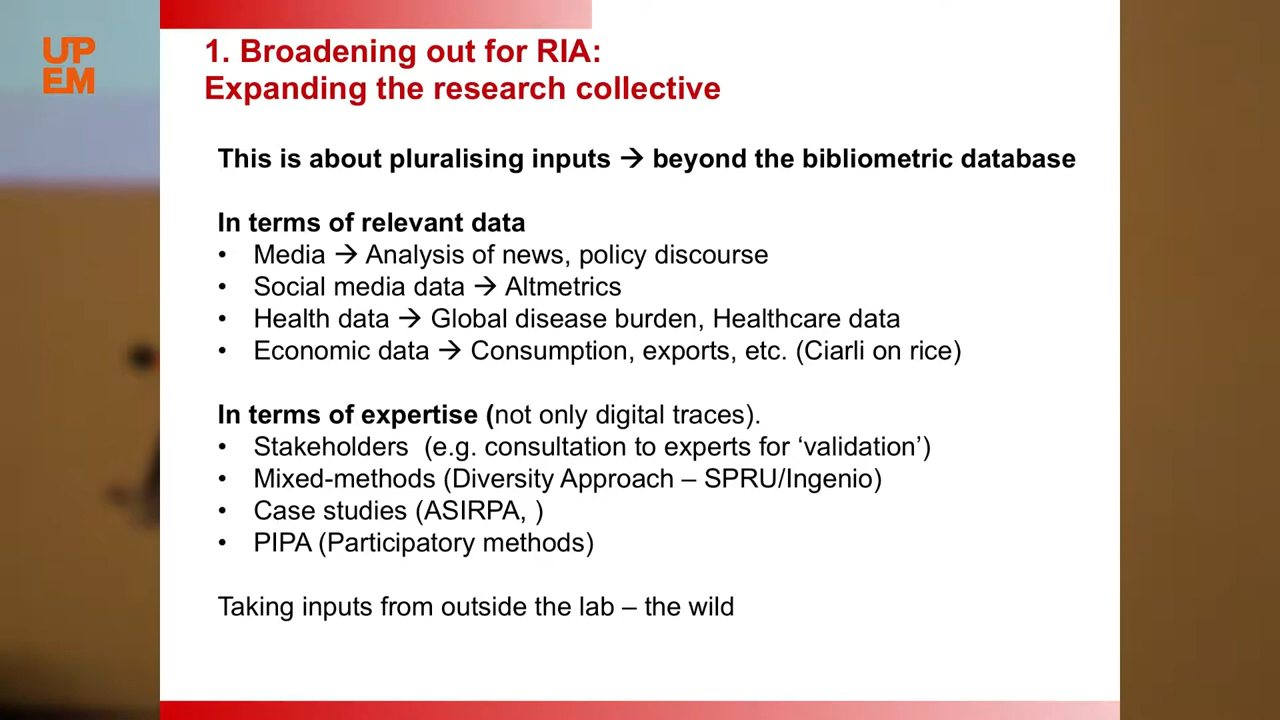 UP
EM
1. Broadening out for RIA:
Expanding the research collective
This is about pluralising inputs → beyond the bibliometric database
In terms of relevant data
• Media → Analysis of news, policy discourse
• Social media data → Altmetrics
• Health data → Global disease burden, Healthcare data
• Economic data → Consumption, exports, etc. (Ciarli on rice)
In terms of expertise (not only digital traces).
• Stakeholders  (e.g. consultation to experts for ‘validation’)
• Mixed-methods (Diversity Approach – SPRU/Ingenio)
• Case studies (ASIRPA, )
• PIPA (Participatory methods)
Taking inputs from outside the lab – the wild